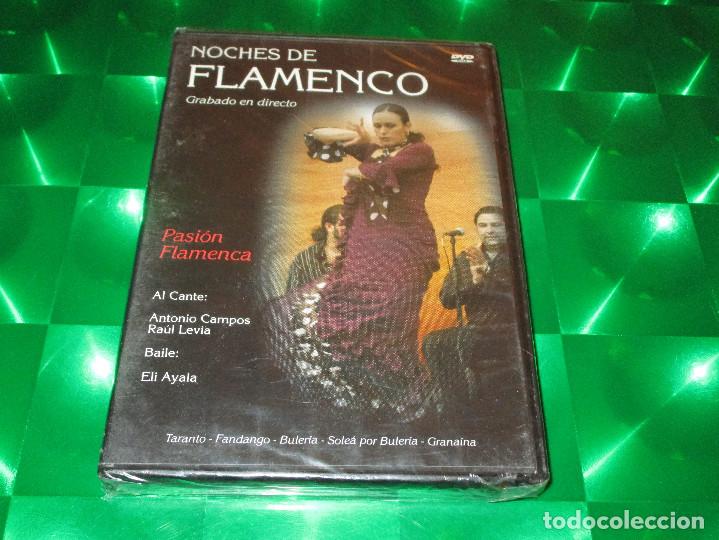 NOCHES DE
FLAMENCO
Grabado en directo
DVD
Pasión
Flamenca
Al Cante:
Antonio Campos
Raúl Levia
Baile:
Eli Ayala
Taranto - Fandango - Bulería - Soleá por Bulería - Granaína
todocoleccion.net